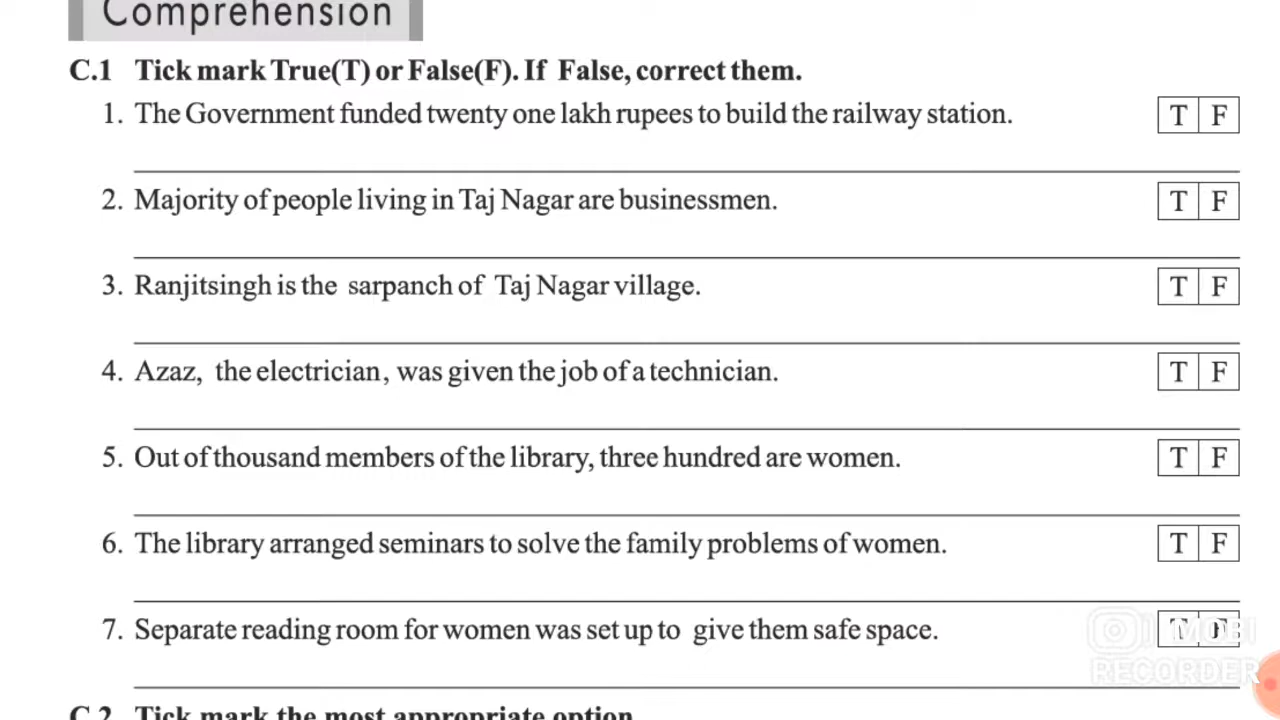 Comprehension
C.1 Tick mark True(T) or False(F). If False, correct them.
1. The Government funded twenty one lakh rupees to build the railway station. T F
2. Majority of people living in Taj Nagar are businessmen. T F
3. Ranjitsingh is the sarpanch of Taj Nagar village. T F
4. Azaz, the electrician, was given the job of a technician. T F
5. Out of thousand members of the library, three hundred are women. T F
6. The library arranged seminars to solve the family problems of women. T F
7. Separate reading room for women was set up to give them safe space. T F
MOBI
RECORDER
C.2 Tick mark the most appropriate option.